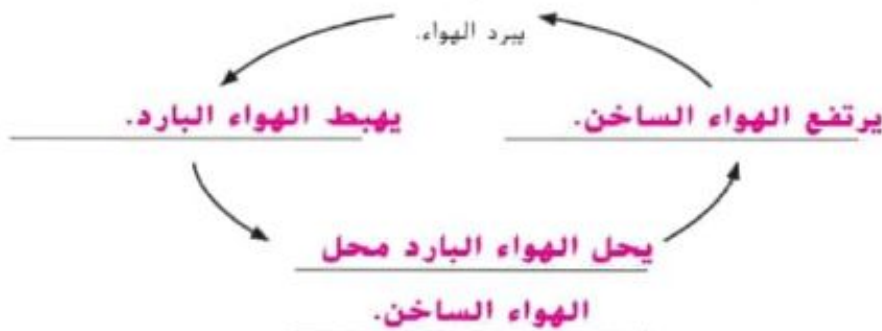 يبرد الهواء.
يرتفع الهواء الساخن.
يهبط الهواء البارد.
يحل الهواء البارد محل
الهواء الساخن.